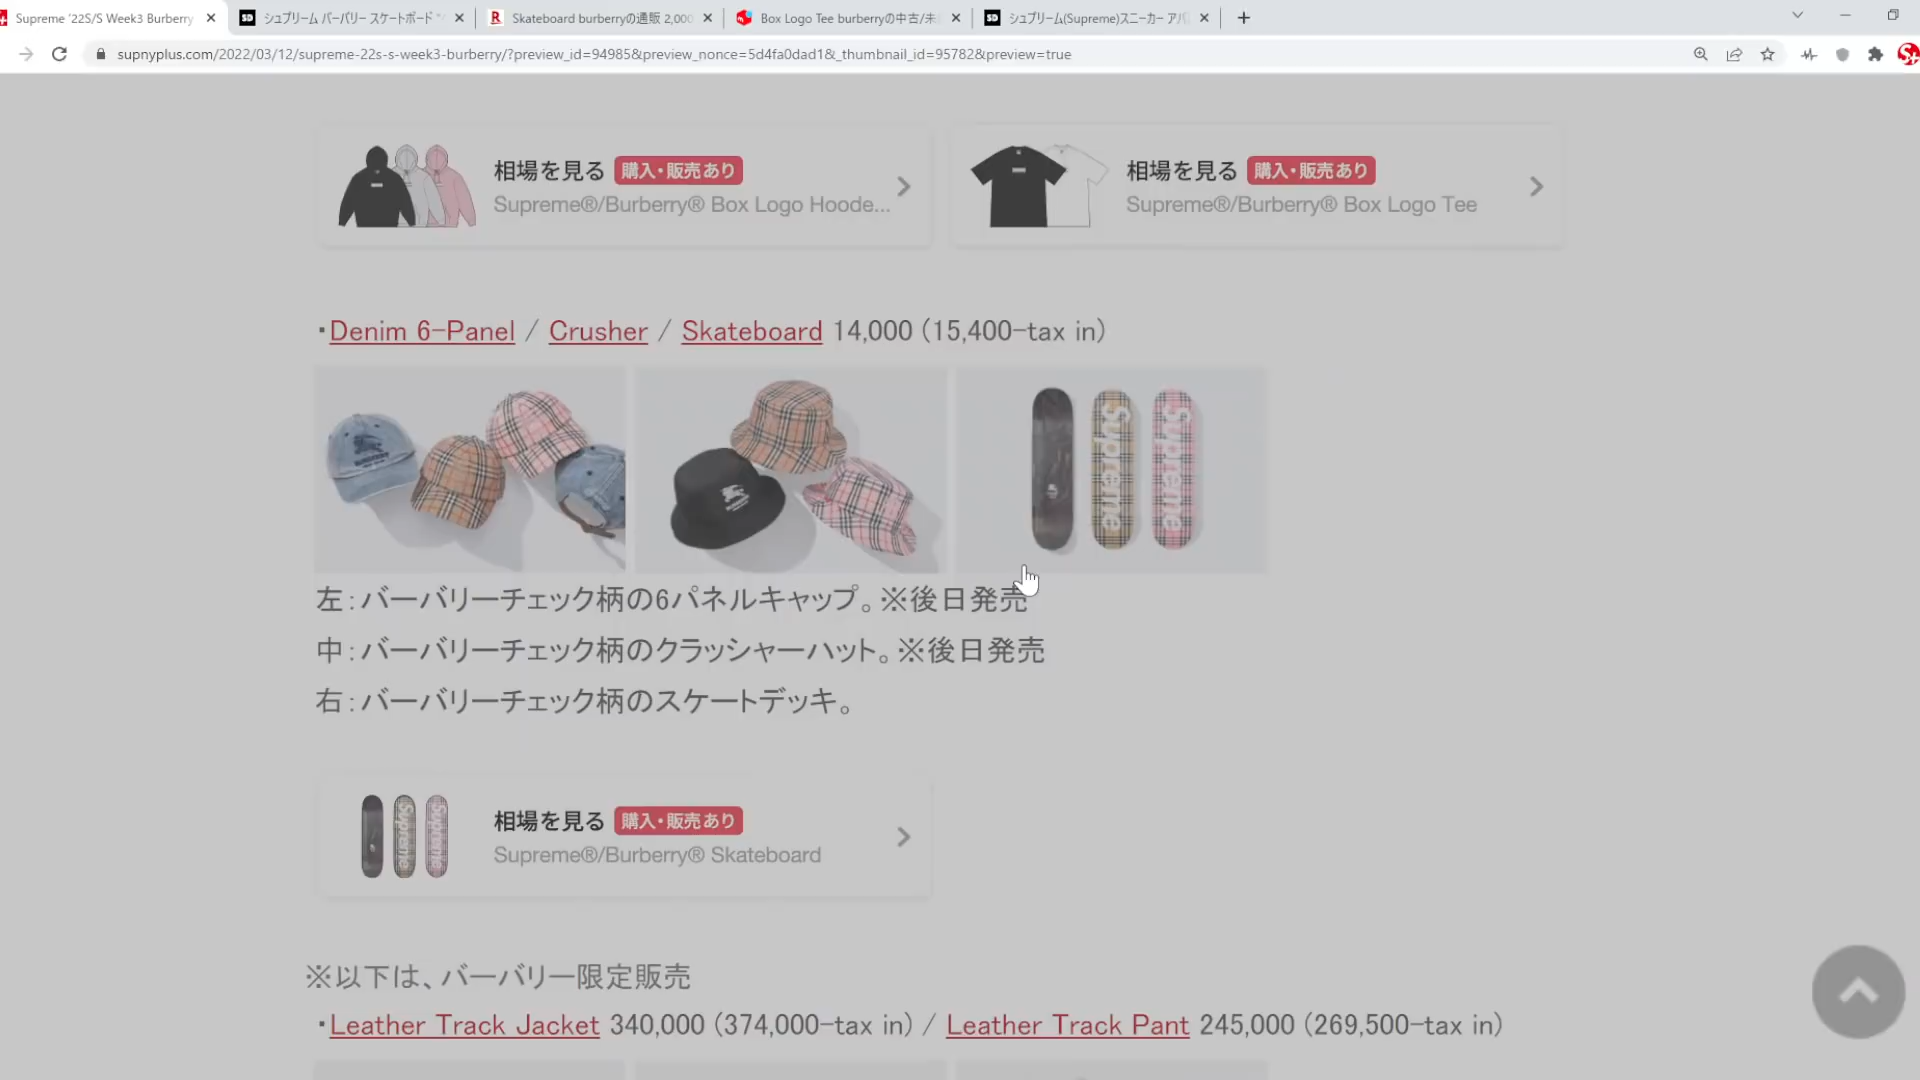 Supreme '22S/S Week3 Burberry
シュプリーム バーバリー スケートボード
Skateboard burberryの通販 2,000
Box Logo Tee burberryの中古/未
シュプリーム(Supreme)スニーカー アパ
supnyplus.com/2022/03/12/supreme-22s-s-week3-burberry/?preview_id=94985&preview_nonce=5d4fa0dad1&_thumbnail_id=95782&preview=true
相場を見る 購入・販売あり
Supreme®/Burberry® Box Logo Hoode...
相場を見る 購入・販売あり
Supreme®/Burberry® Box Logo Tee
・Denim 6-Panel / Crusher / Skateboard 14,000 (15,400-tax in)
Supreme
Supreme
左：バーバリーチェック柄の6パネルキャップ。※後日発売
中：バーバリーチェック柄のクラッシャーハット。※後日発売
右：バーバリーチェック柄のスケートデッキ。
相場を見る 購入・販売あり
Supreme®/Burberry® Skateboard
※以下は、バーバリー限定販売
・Leather Track Jacket 340,000 (374,000-tax in) / Leather Track Pant 245,000 (269,500-tax in)